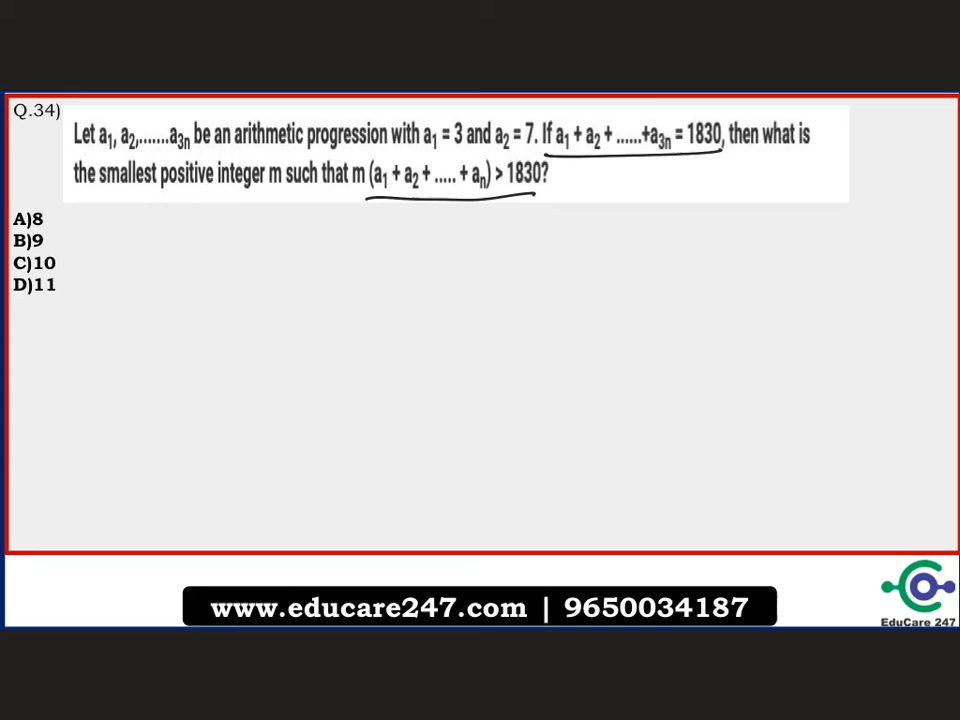 Q.34)
Let a₁, a₂,.......a₃ₙ be an arithmetic progression with a₁ = 3 and a₂ = 7. If a₁ + a₂ + ......+a₃ₙ = 1830, then what is
the smallest positive integer m such that m (a₁ + a₂ + ..... + aₙ) > 1830?
A)8
B)9
C)10
D)11
www.educare247.com | 9650034187
EduCare 247